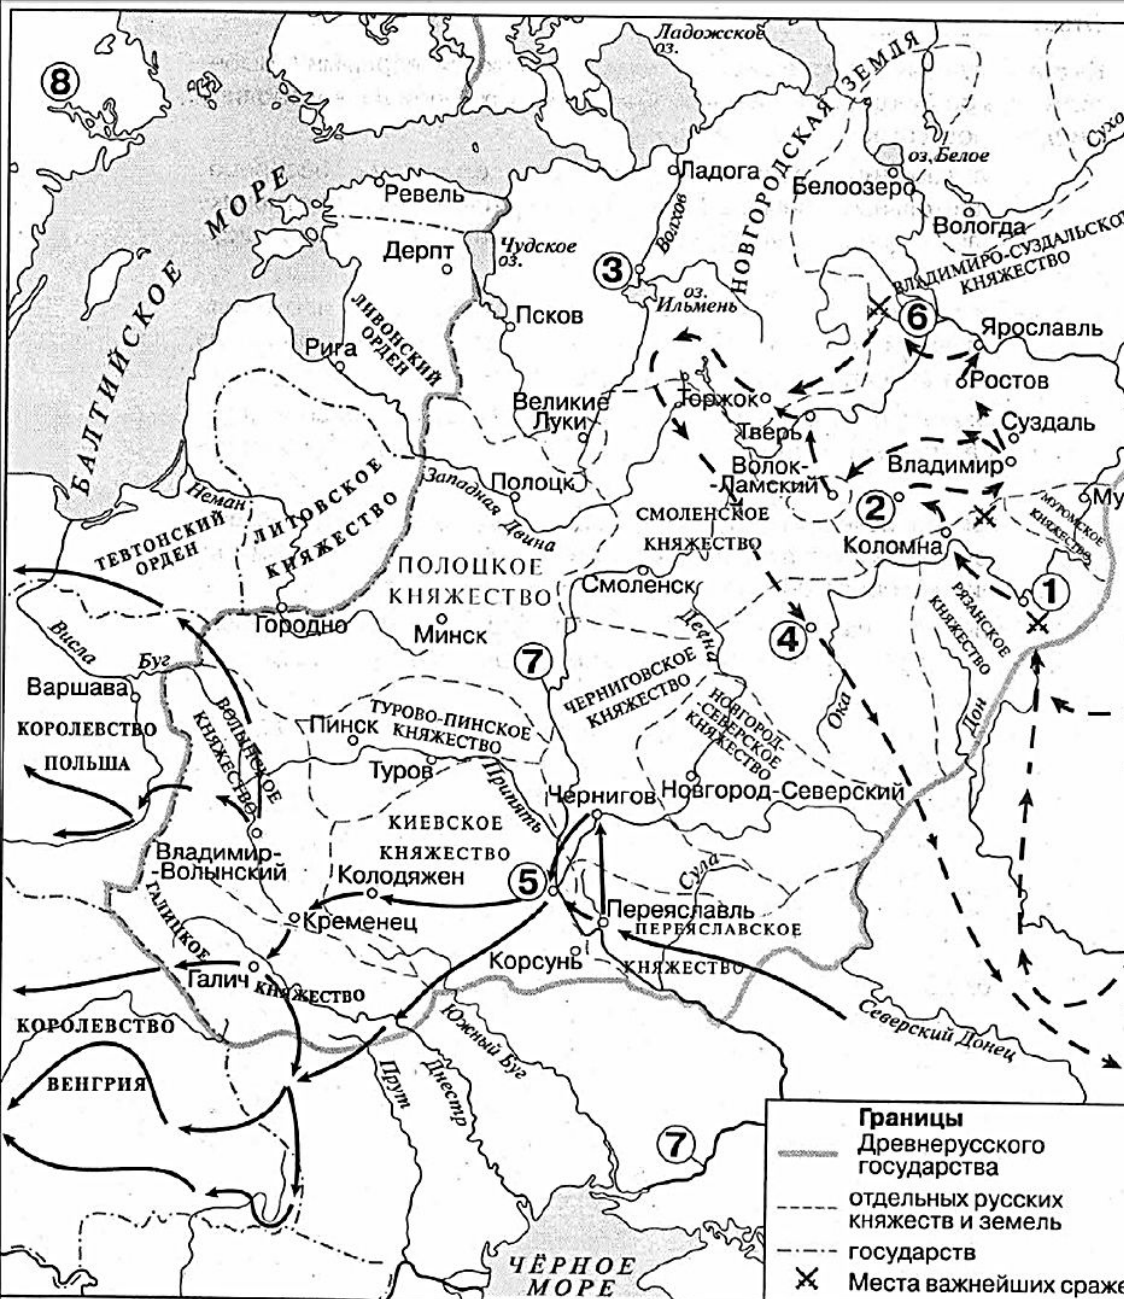 Ладожское
оз.
8
НОВГОРОДСКАЯ ЗЕМЛЯ
Ладога
оз. Белое
Белоозеро
Вологда
Волхов
ВЛАДИМИРО-СУЗДАЛЬСКОЕ
КНЯЖЕСТВО
БАЛТИЙСКОЕ МОРЕ
Ревель
Дерпт
Чудское
оз.
3
оз.
Ильмень
Псков
6
Ярославль
ЛИВОНСКИЙ
ОРДЕН
Рига
Ростов
Великие
Луки
Торжок
Тверь
Суздаль
Владимир
Волок-
-Ламский
2
Му
МУРОМСКОЕ
КНЯЖЕСТВО
Неман
Западная Двина
Полоцк
СМОЛЕНСКОЕ
КНЯЖЕСТВО
Коломна
ТЕВТОНСКИЙ
ОРДЕН
ЛИТОВСКОЕ
КНЯЖЕСТВО
ПОЛОЦКОЕ
КНЯЖЕСТВО
Смоленск
1
РЯЗАНСКОЕ
КНЯЖЕСТВО
Городно
Минск
Десна
4
7
Висла
Буг
Варшава
КОРОЛЕВСТВО
ПОЛЬША
ВОЛЫНСКОЕ
КНЯЖЕСТВО
ТУРОВО-ПИНСКОЕ
КНЯЖЕСТВО
Пинск
Туров
Припять
ЧЕРНИГОВСКОЕ
КНЯЖЕСТВО
НОВГОРОД-
-СЕВЕРСКОЕ
КНЯЖЕСТВО
Ока
Дон
Чернигов
Новгород-Северский
КИЕВСКОЕ
КНЯЖЕСТВО
Владимир-
-Волынский
Колодяжен
5
Сула
Кременец
Переяславль
ПЕРЕЯСЛАВСКОЕ
КНЯЖЕСТВО
Корсунь
ГАЛИЦКОЕ
КНЯЖЕСТВО
Галич
Северский Донец
КОРОЛЕВСТВО
ВЕНГРИЯ
Южный Буг
Прут
Днестр
7
ЧЁРНОЕ
МОРЕ
Границы
Древнерусского
государства
отдельных русских
княжеств и земель
государств
Места важнейших сраже